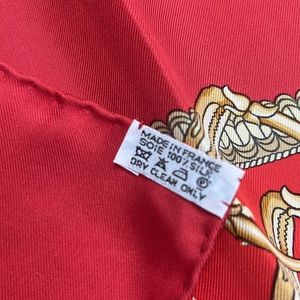 MADE IN FRANCE
SOIE 100% SILK
DRY CLEAN ONLY